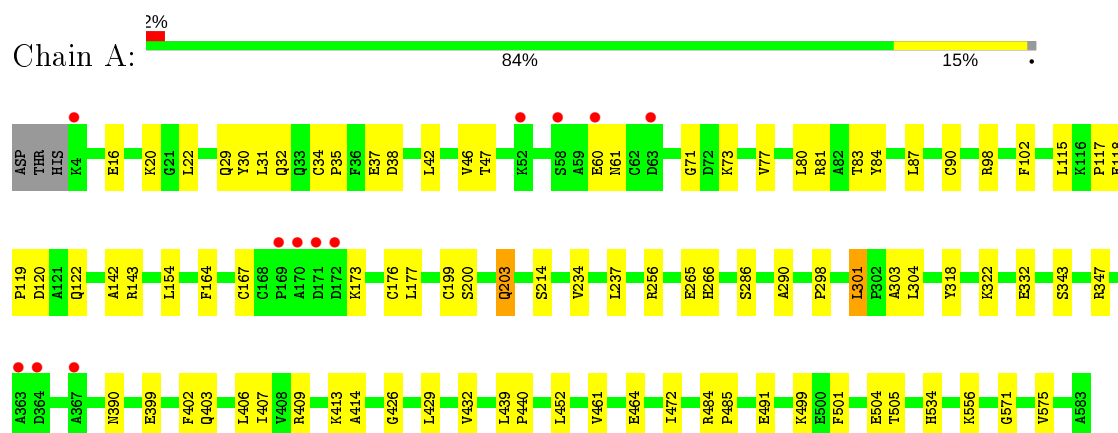 2%
Chain A:
84% 15% •
ASP THR HIS K4 E16 K20 G21 L22 Q29 Y30 L31 Q32 Q33 C34 P35 F36 E37 D38 L42 V46 T47 K52 S58 A59 E60 N61 C62 D63 G71 D72 K73 V77 L80 R81 A82 T83 Y84 L87 C90 R98 F102 L115 K116 P117 E118
P119 D120 A121 Q122 A142 R143 L154 F164 C167 C168 P169 A170 D171 D172 K173 C176 L177 C199 S200 Q203 S214 V234 L237 R256 E265 H266 S286 A290 P298 L301 P302 A303 L304 Y318 K322 E332 S343 R347
A363 D364 A367 N390 E399 F402 Q403 L406 I407 V408 R409 K413 A414 G426 L429 V432 L439 P440 L452 V461 E464 I472 R484 P485 E491 K499 E500 F501 E504 T505 H534 K556 G571 V575 A583